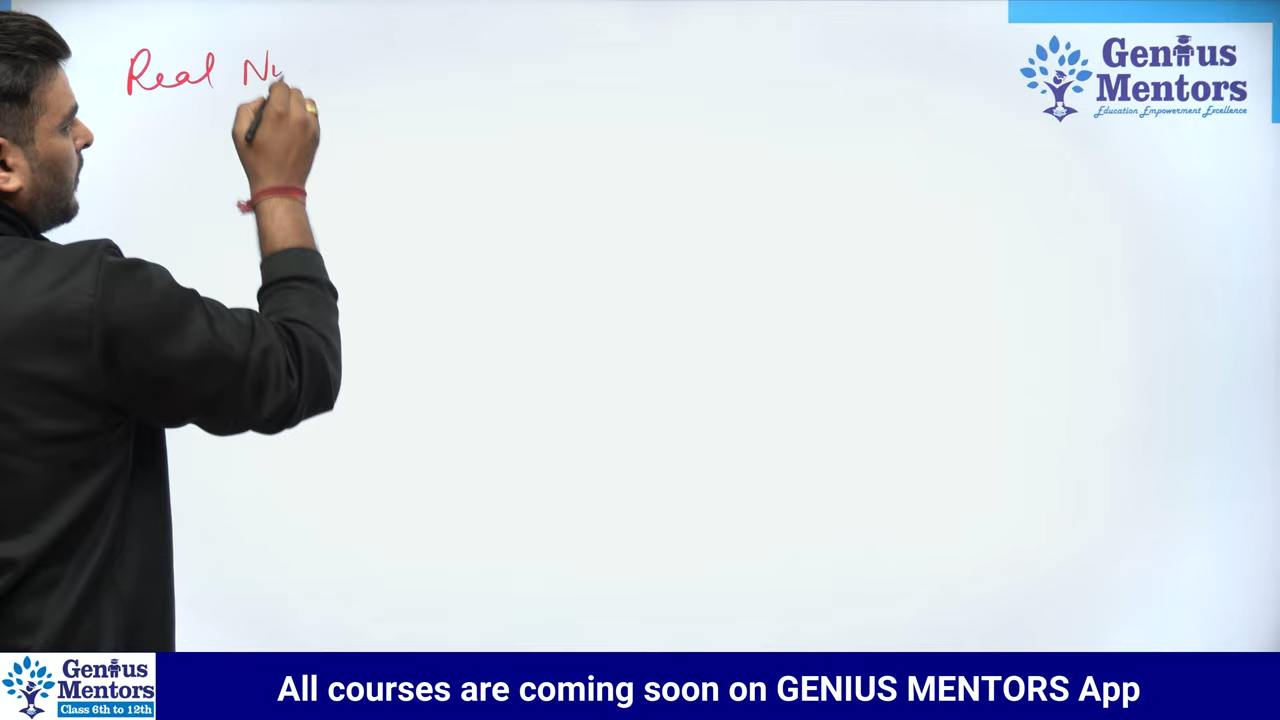 Real Nu
Genius
Mentors
Education Empowerment Excellence
Genius
Mentors
Class 6th to 12th
All courses are coming soon on GENIUS MENTORS App